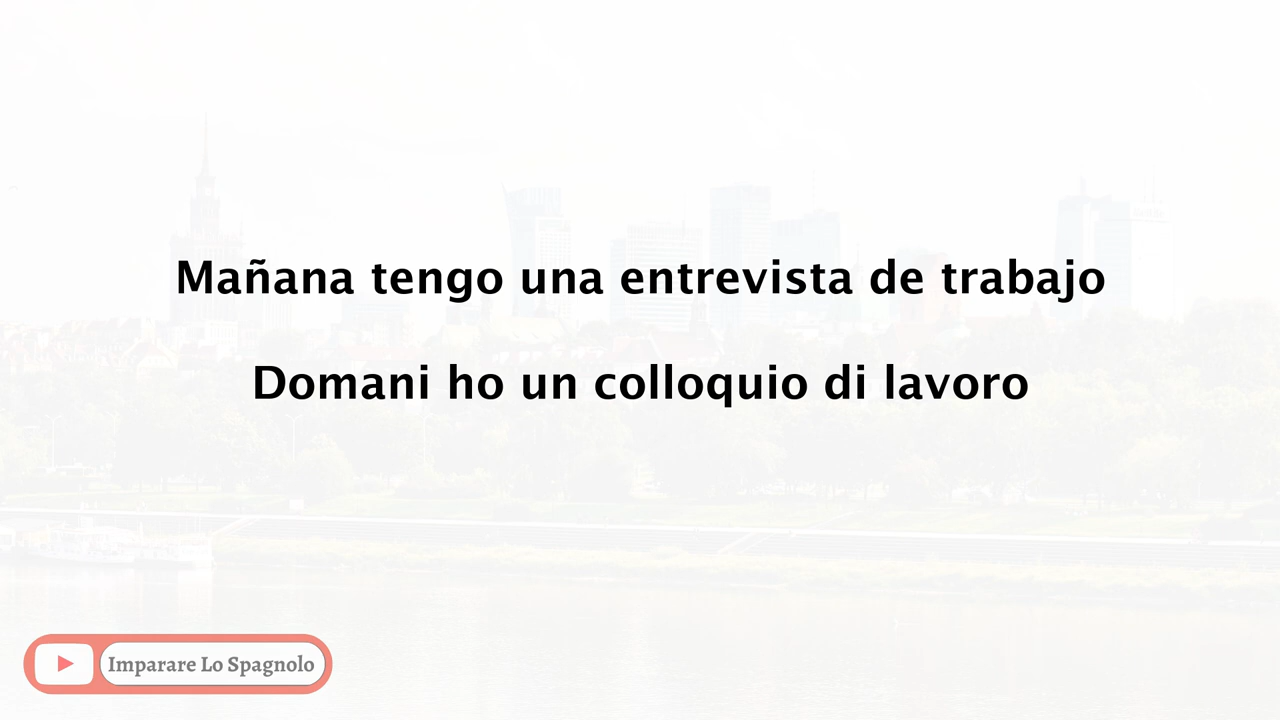 Mañana tengo una entrevista de trabajo
Domani ho un colloquio di lavoro
Imparare Lo Spagnolo